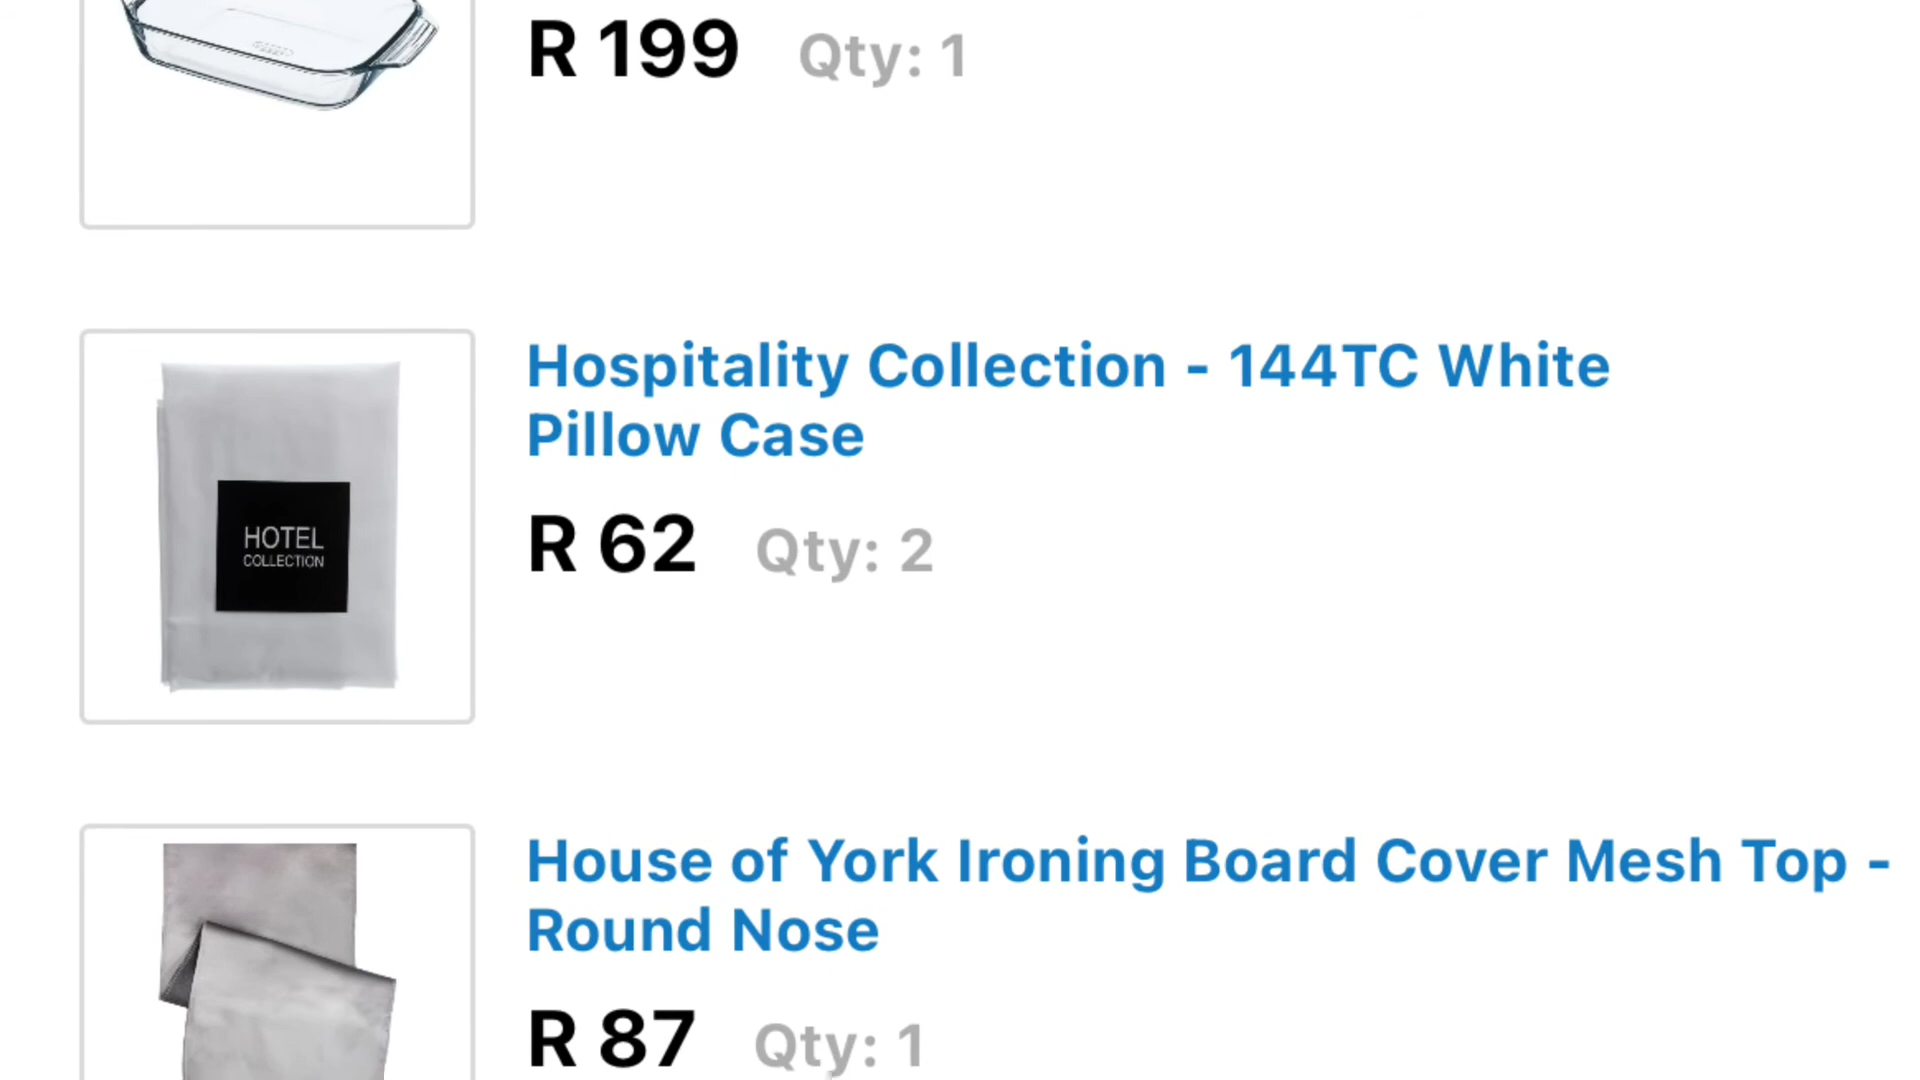 R 199 Qty: 1
Hospitality Collection - 144TC White
Pillow Case
HOTEL
COLLECTION
R 62 Qty: 2
House of York Ironing Board Cover Mesh Top -
Round Nose
R 87 Qty: 1